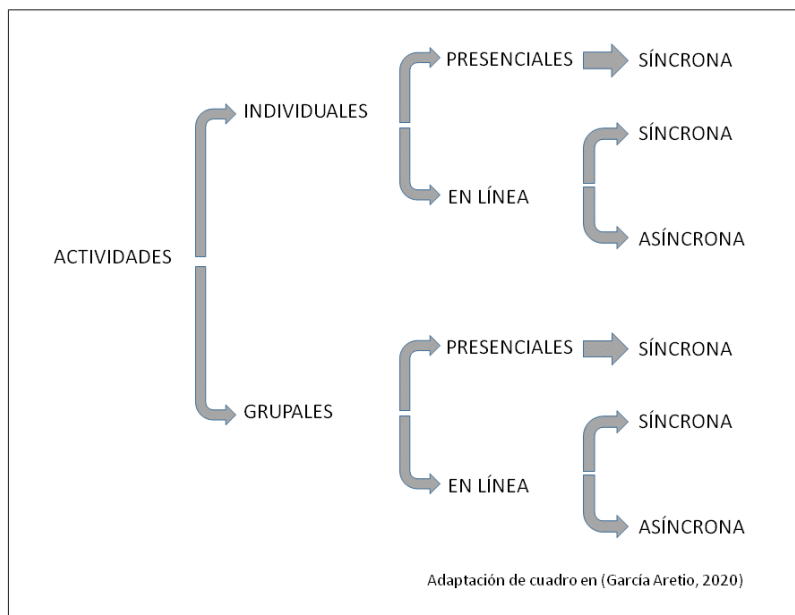 PRESENCIALES
SÍNCRONA
INDIVIDUALES
SÍNCRONA
EN LÍNEA
ASÍNCRONA
ACTIVIDADES
PRESENCIALES
SÍNCRONA
GRUPALES
SÍNCRONA
EN LÍNEA
ASÍNCRONA
Adaptación de cuadro en (García Aretio, 2020)